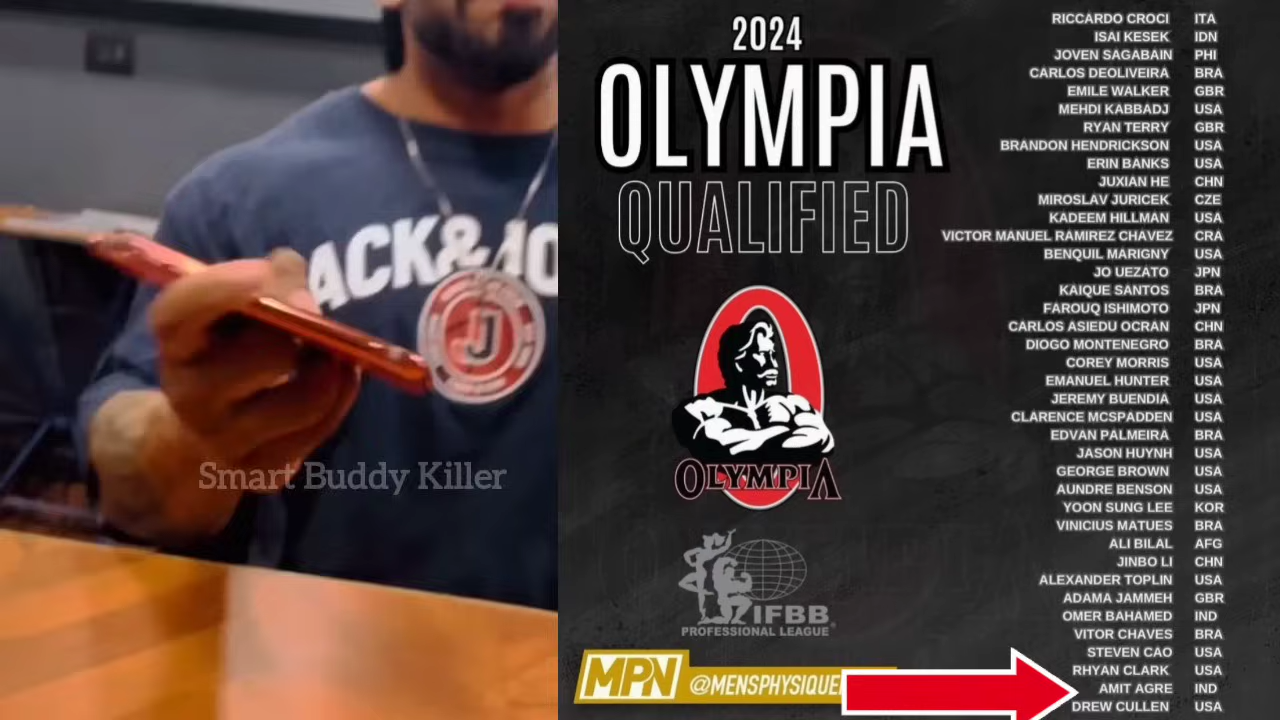 ACK&JO
J
Smart Buddy Killer
2024
OLYMPIA
QUALIFIED
OLYMPIA
IFBB
PROFESSIONAL LEAGUE
MPN @MENSPHYSIQUE
RICCARDO CROCI ITA
ISAI KESEK IDN
JOVEN SAGABAIN PHI
CARLOS DEOLIVEIRA BRA
EMILE WALKER GBR
MEHDI KABBADJ USA
RYAN TERRY GBR
BRANDON HENDRICKSON USA
ERIN BANKS USA
JUXIAN HE CHN
MIROSLAV JURICEK CZE
KADEEM HILLMAN USA
VICTOR MANUEL RAMIREZ CHAVEZ CRA
BENQUIL MARIGNY USA
JO UEZATO JPN
KAIQUE SANTOS BRA
FAROUQ ISHIMOTO JPN
CARLOS ASIEDU OCRAN CHN
DIOGO MONTENEGRO BRA
COREY MORRIS USA
EMANUEL HUNTER USA
JEREMY BUENDIA USA
CLARENCE MCSPADDEN USA
EDVAN PALMEIRA BRA
JASON HUYNH USA
GEORGE BROWN USA
AUNDRE BENSON USA
YOON SUNG LEE KOR
VINICIUS MATUES BRA
ALI BILAL AFG
JINBO LI CHN
ALEXANDER TOPLIN USA
ADAMA JAMMEH GBR
OMER BAHAMED IND
VITOR CHAVES BRA
STEVEN CAO USA
RHYAN CLARK USA
AMIT AGRE IND
DREW CULLEN USA